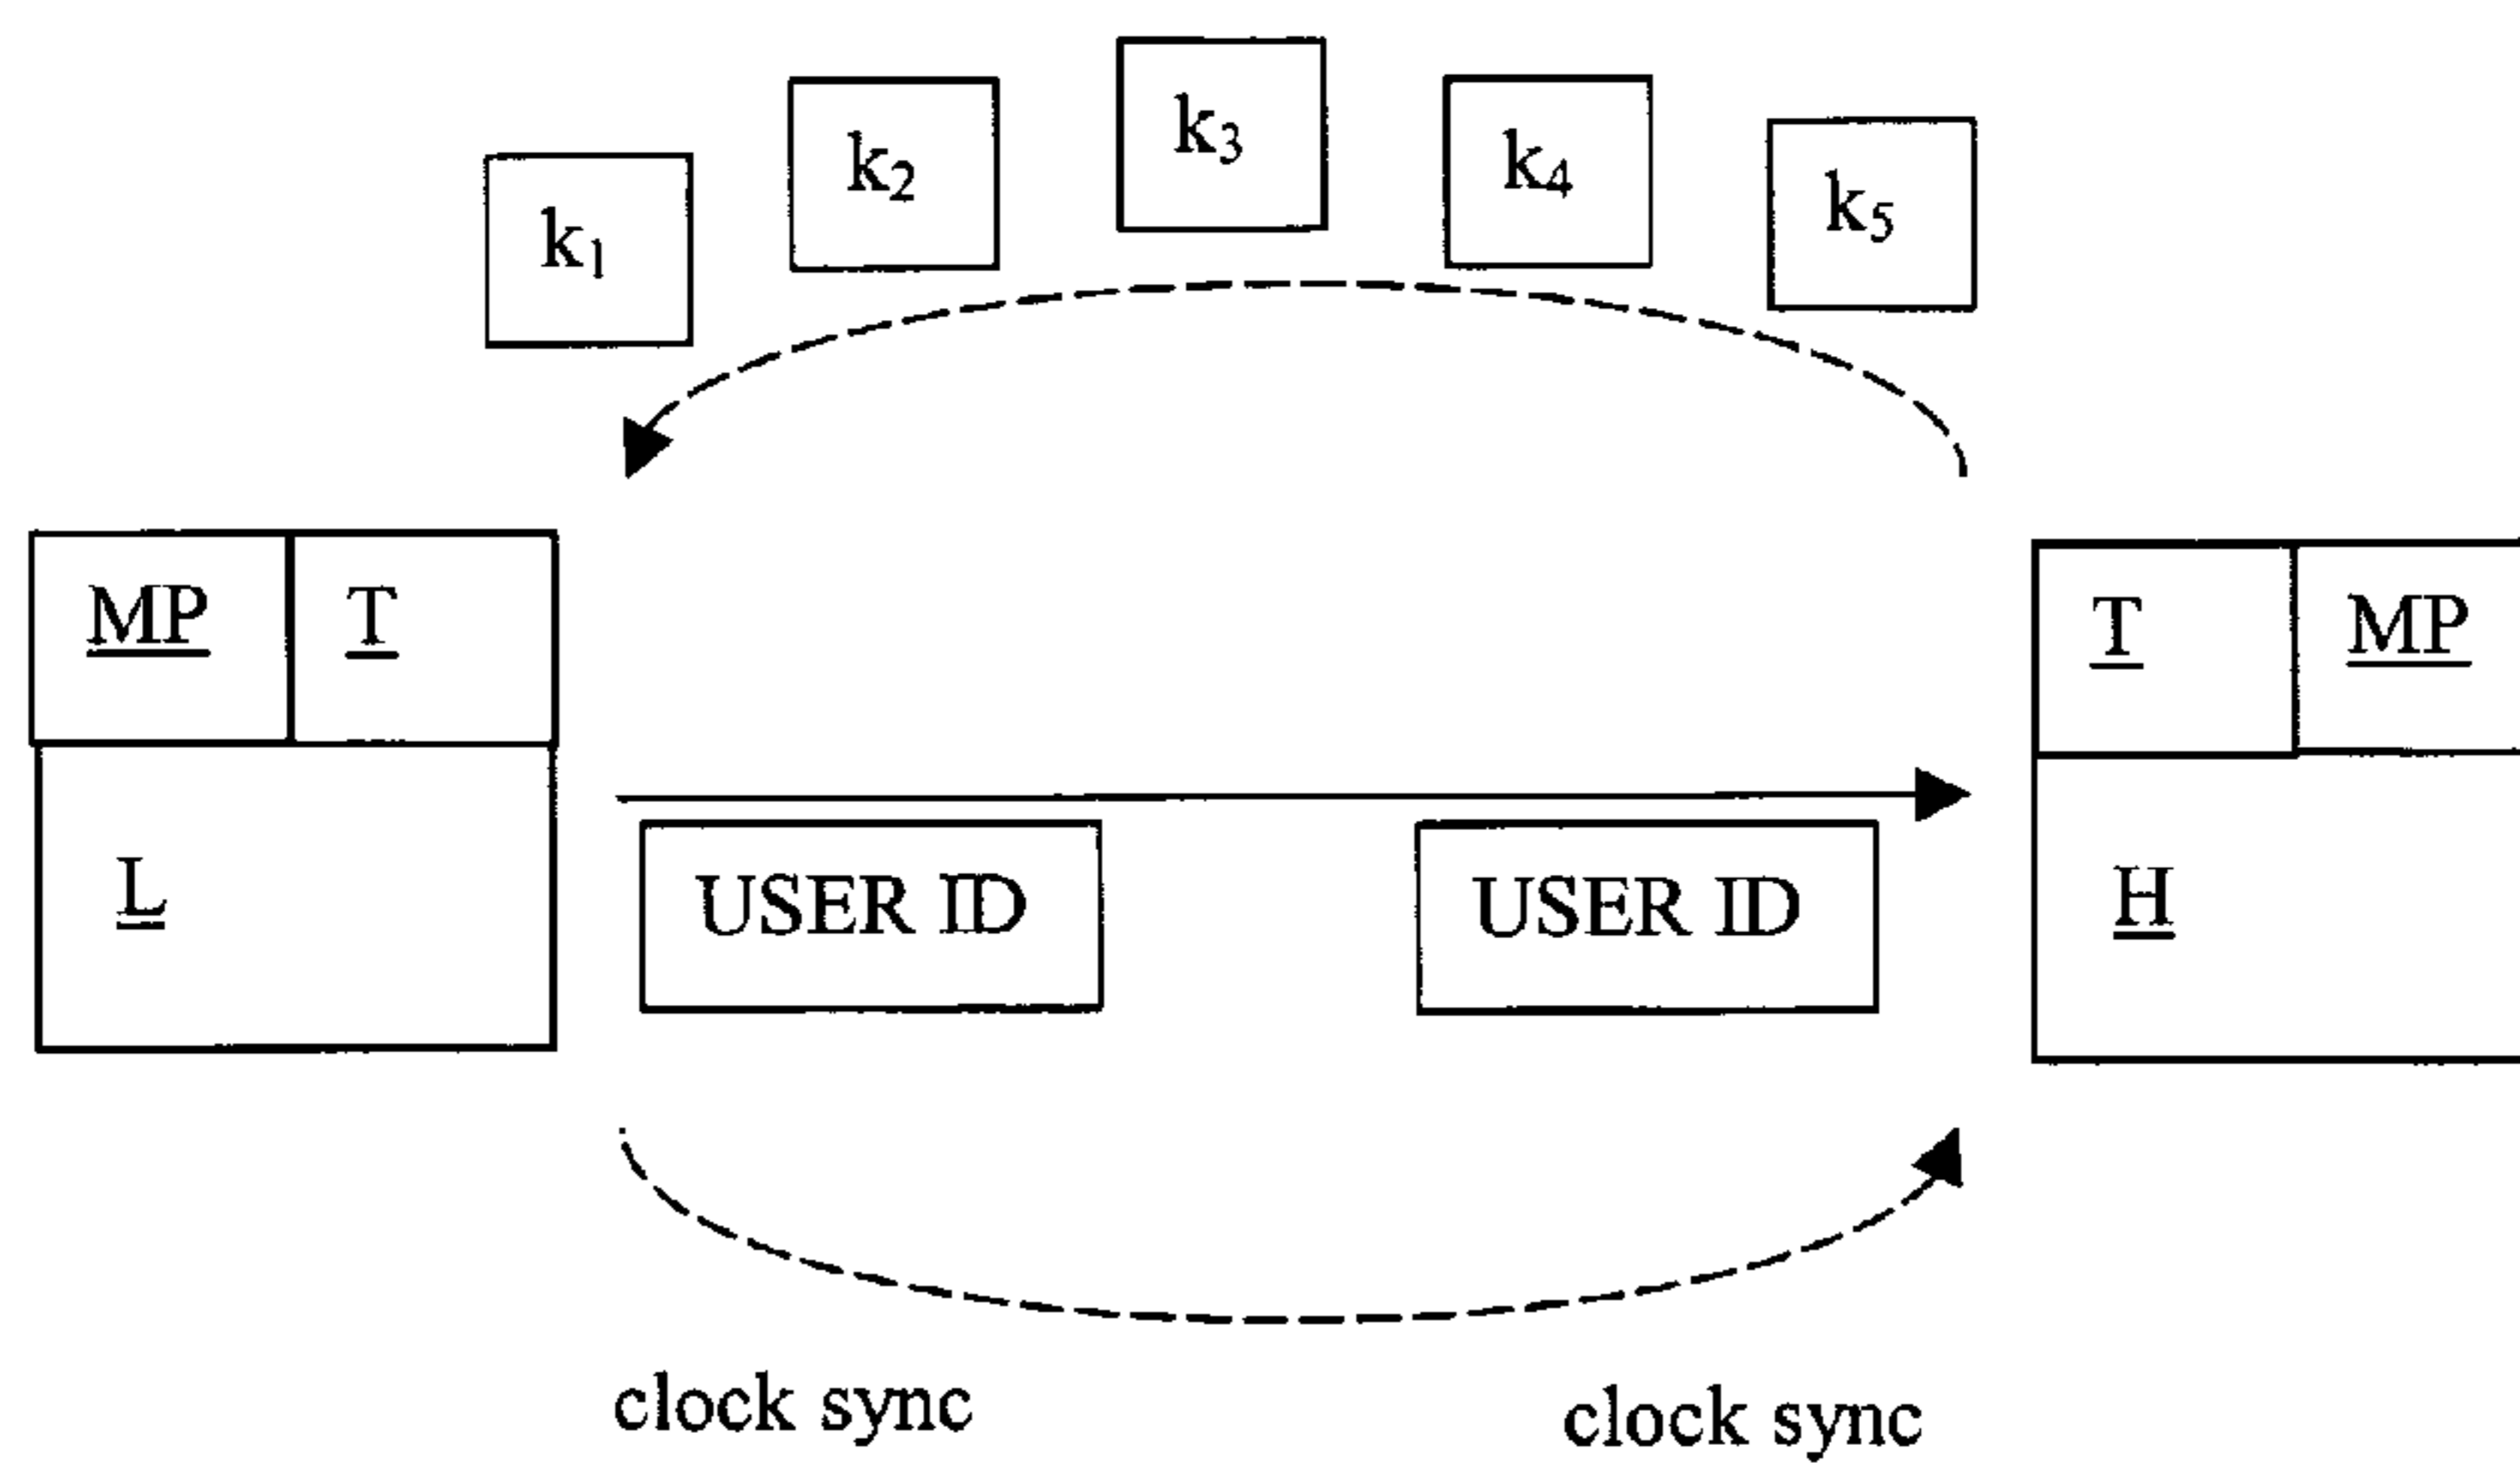 k1
k2
k3
k4
k5
MP
T
T
MP
L
USER ID
USER ID
H
clock sync
clock sync